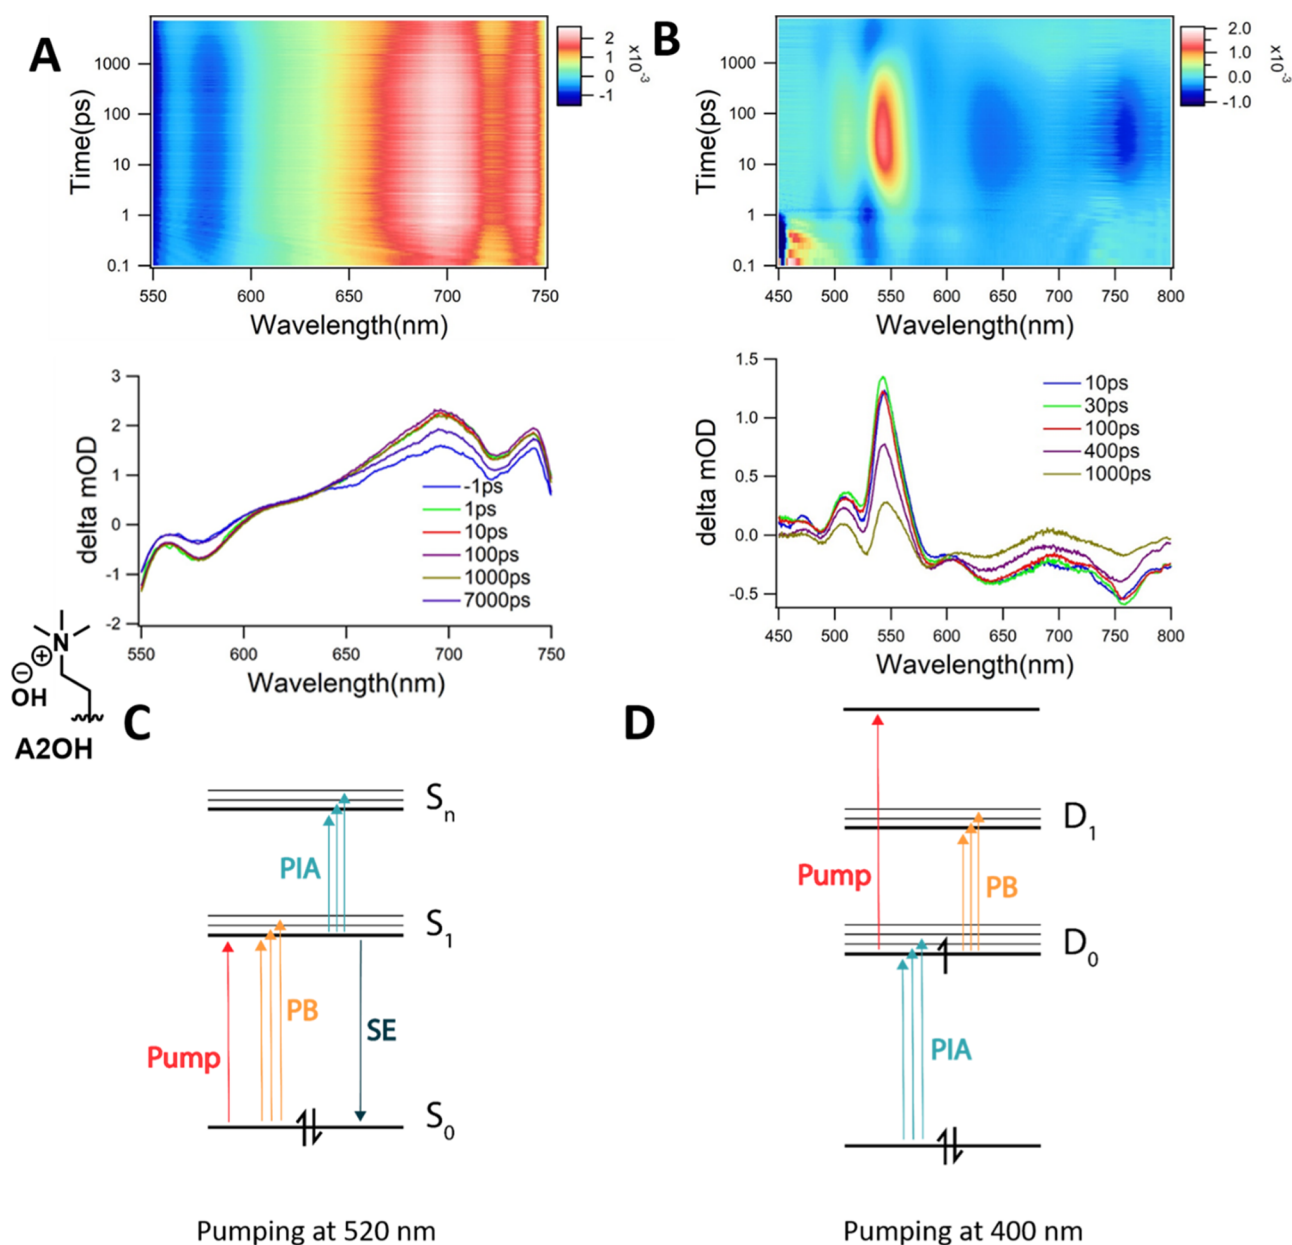 A
Time(ps)
1000
100
10
1
0.1
550
600
650
700
750
Wavelength(nm)
2
1
0
-1
x10-3
B
Time(ps)
1000
100
10
1
0.1
450
500
550
600
650
700
750
800
Wavelength(nm)
2.0
1.0
0.0
-1.0
x10-3
delta mOD
3
2
1
0
-1
-2
550
600
650
700
750
Wavelength(nm)
-1ps
1ps
10ps
100ps
1000ps
7000ps
delta mOD
1.5
1.0
0.5
0.0
-0.5
450
500
550
600
650
700
750
800
Wavelength(nm)
10ps
30ps
100ps
400ps
1000ps
N
+
−
OH
A2OH
C
Sn
PIA
S1
PB
SE
Pump
S0
Pumping at 520 nm
D
D1
Pump
PB
D0
PIA
Pumping at 400 nm